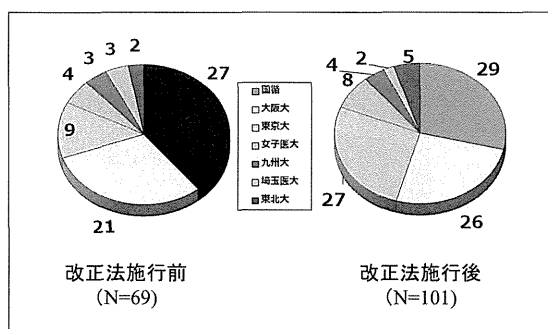 27
21
9
4
3
3
2
国循
大阪大
東京大
女子医大
九州大
埼玉医大
東北大
29
26
27
8
4
2
5
改正法施行前
(N=69)
改正法施行後
(N=101)